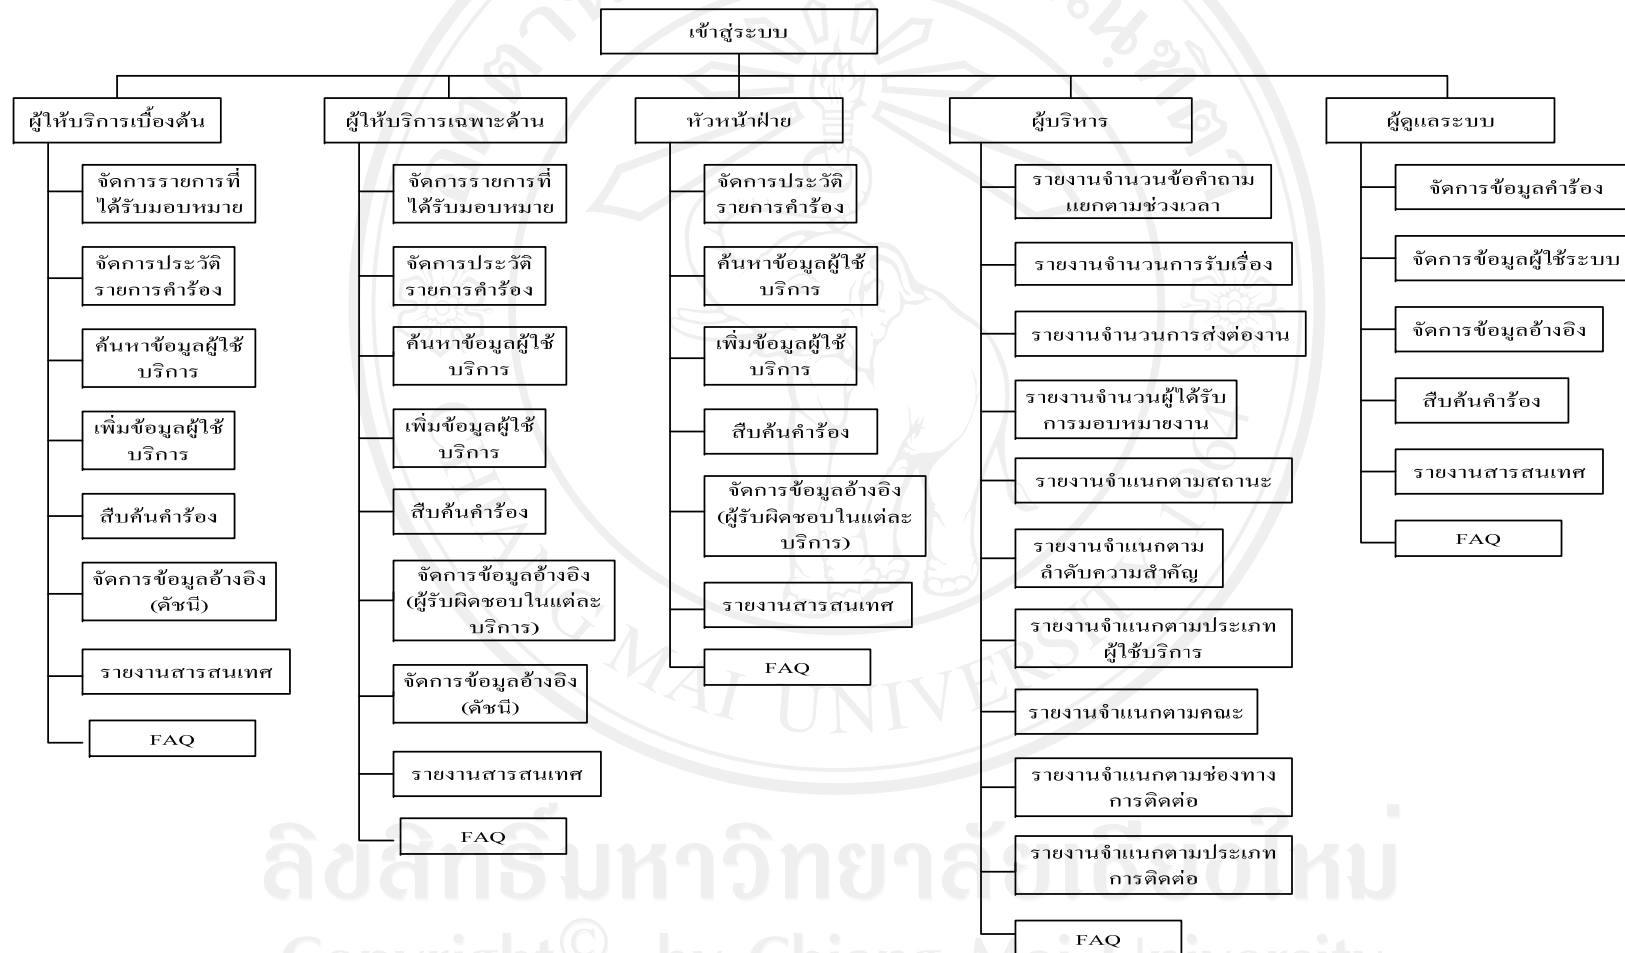 เข้าสู่ระบบ
ผู้ให้บริการเบื้องต้น
จัดการรายการที่
ได้รับมอบหมาย
จัดการประวัติ
รายการคำร้อง
ค้นหาข้อมูลผู้ใช้
บริการ
เพิ่มข้อมูลผู้ใช้
บริการ
สืบค้นคำร้อง
จัดการข้อมูลอ้างอิง
(ดัชนี)
รายงานสารสนเทศ
FAQ
ผู้ให้บริการเฉพาะด้าน
จัดการรายการที่
ได้รับมอบหมาย
จัดการประวัติ
รายการคำร้อง
ค้นหาข้อมูลผู้ใช้
บริการ
เพิ่มข้อมูลผู้ใช้
บริการ
สืบค้นคำร้อง
จัดการข้อมูลอ้างอิง
(ผู้รับผิดชอบในแต่ละ
บริการ)
จัดการข้อมูลอ้างอิง
(ดัชนี)
รายงานสารสนเทศ
FAQ
หัวหน้าฝ่าย
จัดการประวัติ
รายการคำร้อง
ค้นหาข้อมูลผู้ใช้
บริการ
เพิ่มข้อมูลผู้ใช้
บริการ
สืบค้นคำร้อง
จัดการข้อมูลอ้างอิง
(ผู้รับผิดชอบในแต่ละ
บริการ)
รายงานสารสนเทศ
FAQ
ผู้บริหาร
รายงานจำนวนข้อคำถาม
แยกตามช่วงเวลา
รายงานจำนวนการรับเรื่อง
รายงานจำนวนการส่งต่องาน
รายงานจำนวนผู้ได้รับ
การมอบหมายงาน
รายงานจำแนกตามสถานะ
รายงานจำแนกตาม
ลำดับความสำคัญ
รายงานจำแนกตามประเภท
ผู้ใช้บริการ
รายงานจำแนกตามคณะ
รายงานจำแนกตามช่องทาง
การติดต่อ
รายงานจำแนกตามประเภท
การติดต่อ
FAQ
ผู้ดูแลระบบ
จัดการข้อมูลคำร้อง
จัดการข้อมูลผู้ใช้ระบบ
จัดการข้อมูลอ้างอิง
สืบค้นคำร้อง
รายงานสารสนเทศ
FAQ
CHIANG MAI UNIVERSITY 1964
ลิขสิทธิ์มหาวิทยาลัยเชียงใหม่
Copyright© by Chiang Mai University